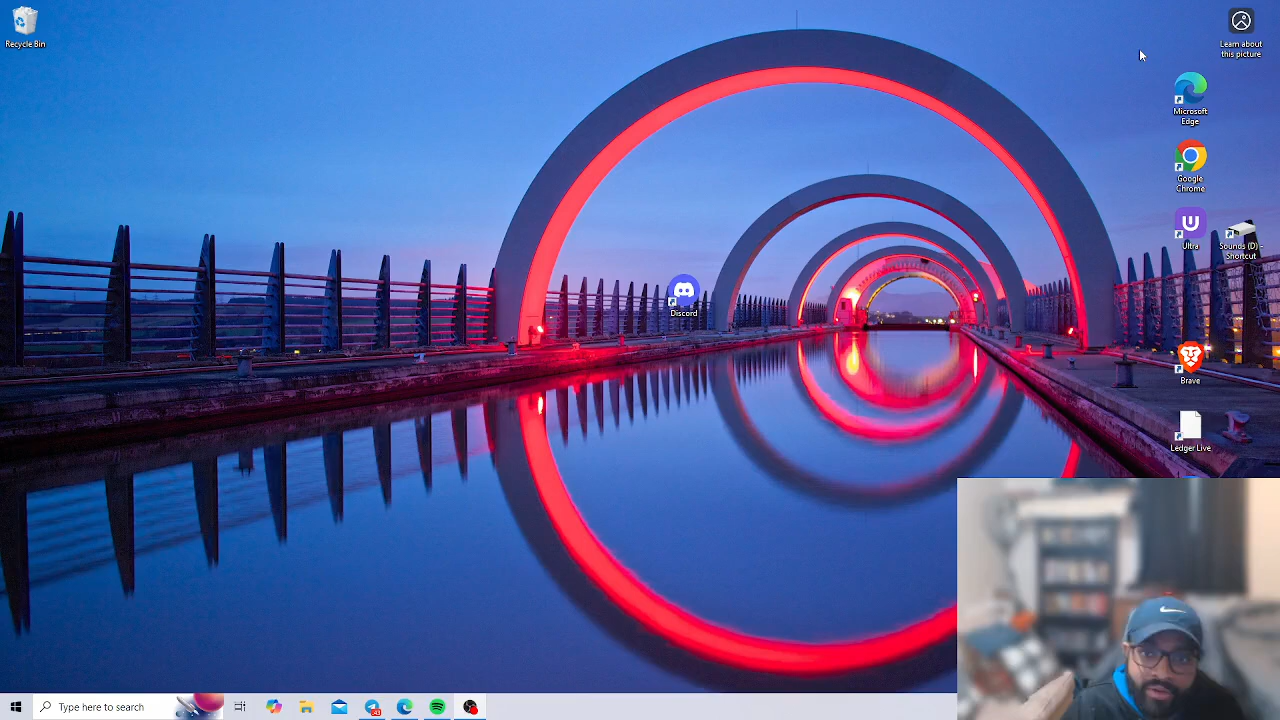 Recycle Bin
Learn about
this picture
Microsoft
Edge
Google
Chrome
Ultra
Sounds (D) -
Shortcut
Discord
Brave
Ledger Live
Type here to search